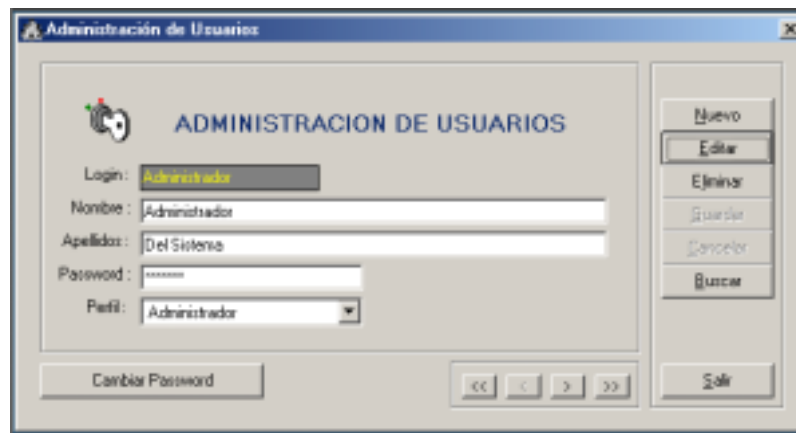 Administración de Usuarios
ADMINISTRACION DE USUARIOS
Login: Administrador
Nombre: Administrador
Apellidos: Del Sistema
Password: *******
Perfil: Administrador
Cambiar Password
<< < > >>
Nuevo
Editar
Eliminar
Guardar
Cancelar
Buscar
Salir